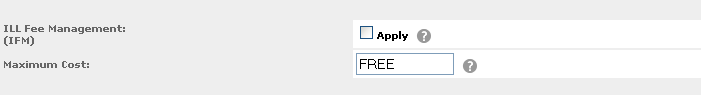 ILL Fee Management:
(IFM)
Apply ?
Maximum Cost:
FREE ?